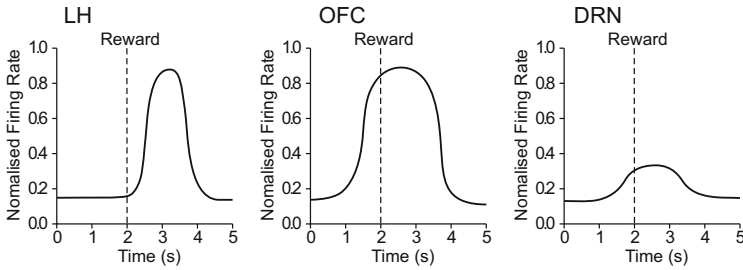 LH
Reward
Nomalised Firing Rate
1.0
0.8
0.6
0.4
0.2
0.0
0 1 2 3 4 5
Time (s)
OFC
Reward
Nomalised Firing Rate
1.0
0.8
0.6
0.4
0.2
0.0
0 1 2 3 4 5
Time (s)
DRN
Reward
Nomalised Firing Rate
1.0
0.8
0.6
0.4
0.2
0.0
0 1 2 3 4 5
Time (s)